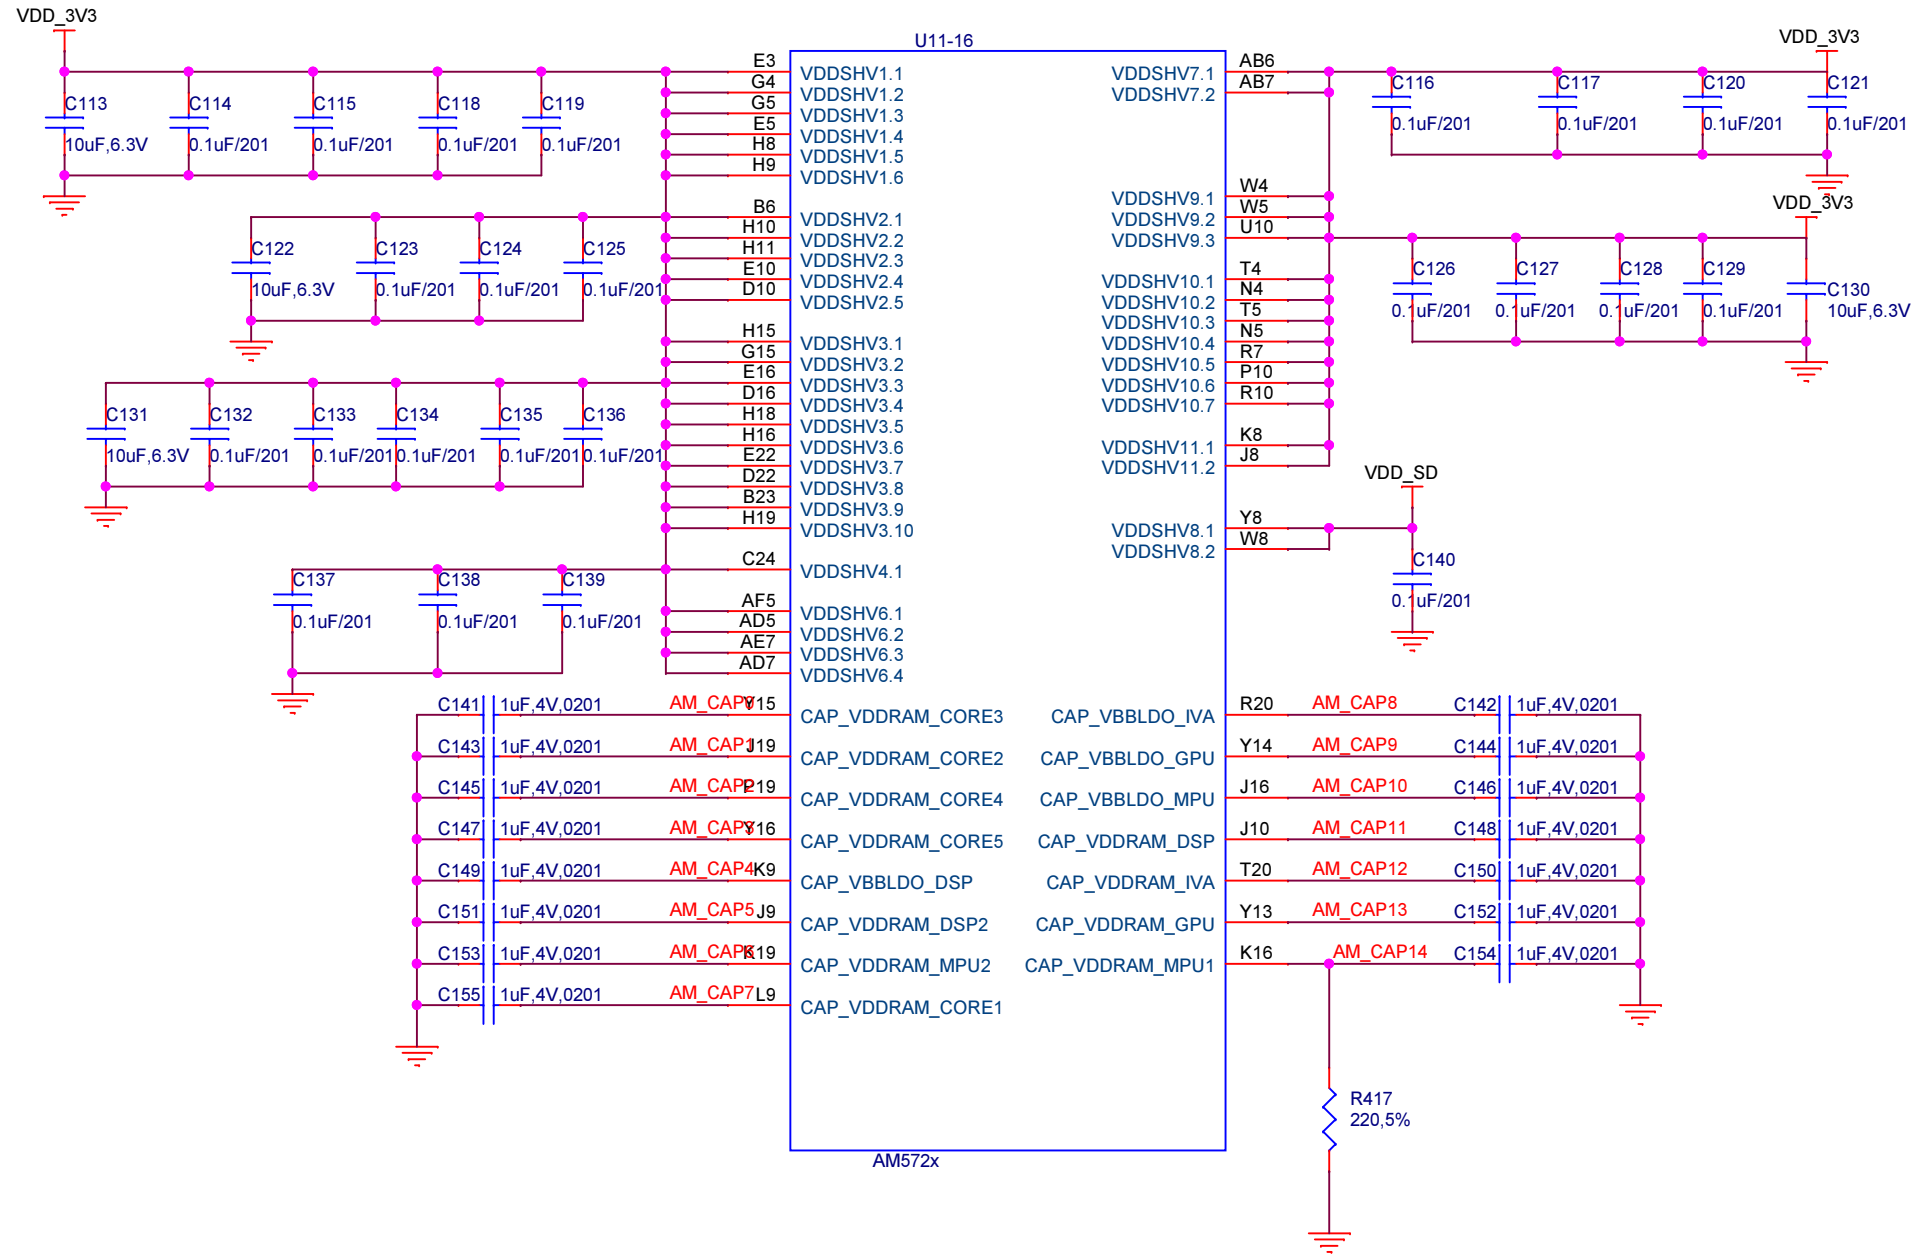 VDD_3V3
U11-16
VDD_3V3
C113
10uF,6.3V
C114
0.1uF/201
C115
0.1uF/201
C118
0.1uF/201
C119
0.1uF/201
E3 VDDSHV1.1
G4 VDDSHV1.2
G5 VDDSHV1.3
E5 VDDSHV1.4
H8 VDDSHV1.5
H9 VDDSHV1.6
C122
10uF,6.3V
C123
0.1uF/201
C124
0.1uF/201
C125
0.1uF/201
B6 VDDSHV2.1
H10 VDDSHV2.2
H11 VDDSHV2.3
E10 VDDSHV2.4
D10 VDDSHV2.5
C131
10uF,6.3V
C132
0.1uF/201
C133
0.1uF/201
C134
0.1uF/201
C135
0.1uF/201
C136
0.1uF/201
H15 VDDSHV3.1
G15 VDDSHV3.2
E16 VDDSHV3.3
D16 VDDSHV3.4
H18 VDDSHV3.5
H16 VDDSHV3.6
E22 VDDSHV3.7
D22 VDDSHV3.8
B23 VDDSHV3.9
H19 VDDSHV3.10
C137
0.1uF/201
C138
0.1uF/201
C139
0.1uF/201
C24 VDDSHV4.1
AF5 VDDSHV6.1
AD5 VDDSHV6.2
AE7 VDDSHV6.3
AD7 VDDSHV6.4
C141 1uF,4V,0201 AM_CAP0 Y15 CAP_VDDRAM_CORE3
C143 1uF,4V,0201 AM_CAP1 J19 CAP_VDDRAM_CORE2
C145 1uF,4V,0201 AM_CAP2 P19 CAP_VDDRAM_CORE4
C147 1uF,4V,0201 AM_CAP3 Y16 CAP_VDDRAM_CORE5
C149 1uF,4V,0201 AM_CAP4 K9 CAP_VBBLDO_DSP
C151 1uF,4V,0201 AM_CAP5 J9 CAP_VDDRAM_DSP2
C153 1uF,4V,0201 AM_CAP6 K19 CAP_VDDRAM_MPU2
C155 1uF,4V,0201 AM_CAP7 L9 CAP_VDDRAM_CORE1
VDDSHV7.1 AB6
VDDSHV7.2 AB7
C116
0.1uF/201
C117
0.1uF/201
C120
0.1uF/201
C121
0.1uF/201
VDD_3V3
VDDSHV9.1 W4
VDDSHV9.2 W5
VDDSHV9.3 U10
C126
0.1uF/201
C127
0.1uF/201
C128
0.1uF/201
C129
0.1uF/201
C130
10uF,6.3V
VDDSHV10.1 T4
VDDSHV10.2 N4
VDDSHV10.3 T5
VDDSHV10.4 N5
VDDSHV10.5 R7
VDDSHV10.6 P10
VDDSHV10.7 R10
VDDSHV11.1 K8
VDDSHV11.2 J8
VDD_SD
VDDSHV8.1 Y8
VDDSHV8.2 W8
C140
0.1uF/201
CAP_VBBLDO_IVA R20 AM_CAP8 C142 1uF,4V,0201
CAP_VBBLDO_GPU Y14 AM_CAP9 C144 1uF,4V,0201
CAP_VBBLDO_MPU J16 AM_CAP10 C146 1uF,4V,0201
CAP_VDDRAM_DSP J10 AM_CAP11 C148 1uF,4V,0201
CAP_VDDRAM_IVA T20 AM_CAP12 C150 1uF,4V,0201
CAP_VDDRAM_GPU Y13 AM_CAP13 C152 1uF,4V,0201
CAP_VDDRAM_MPU1 K16 AM_CAP14 C154 1uF,4V,0201
R417
220,5%
AM572x